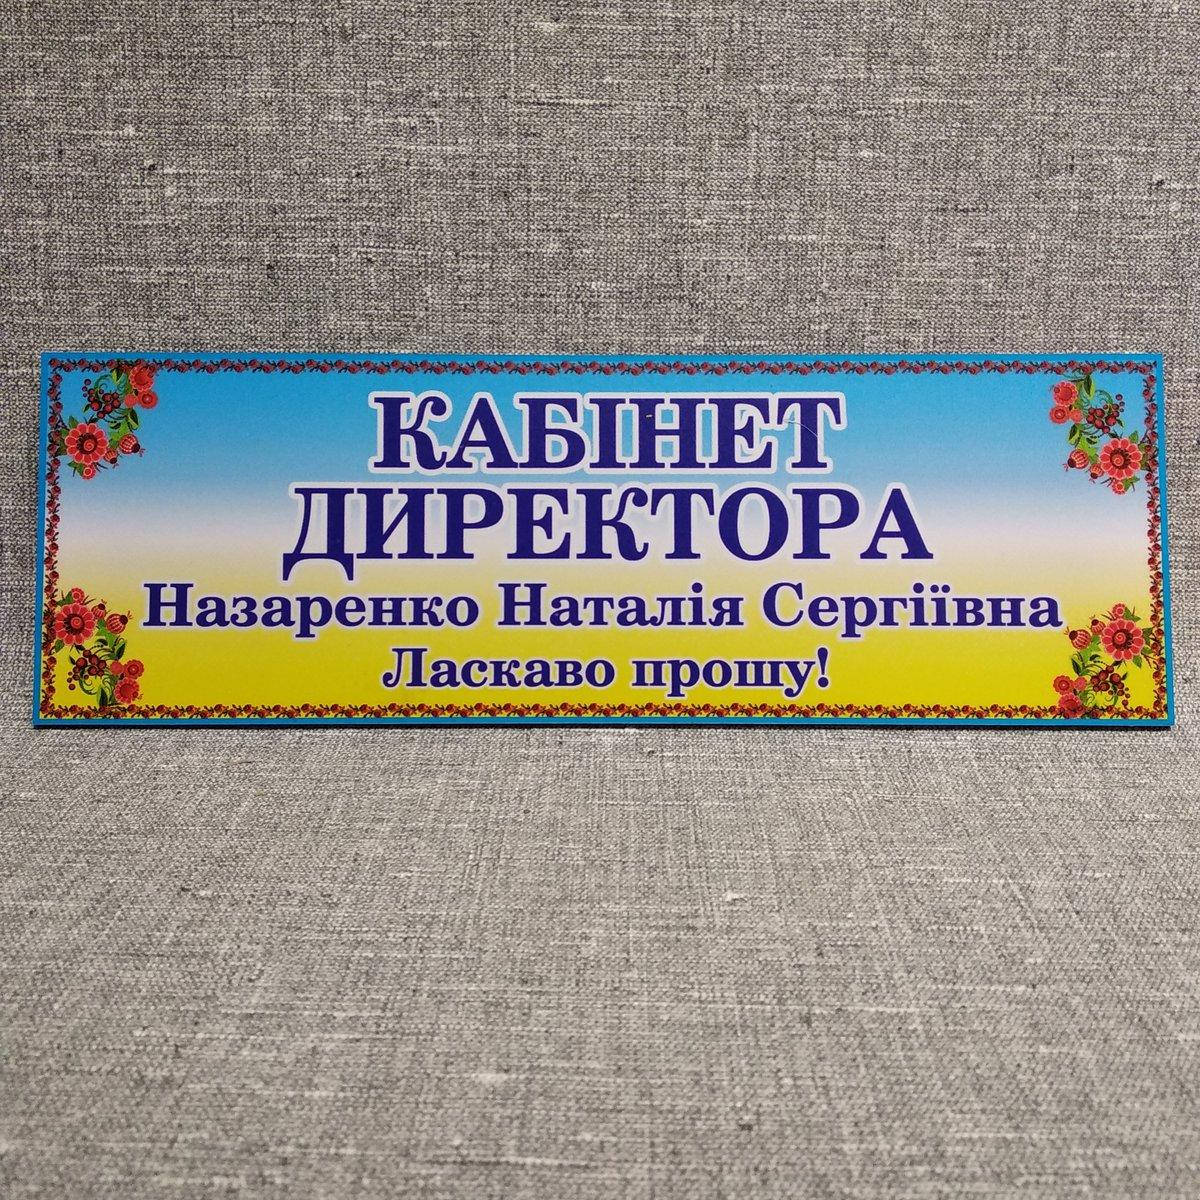 КАБІНЕТ
ДИРЕКТОРА
Назаренко Наталія Сергіївна
Ласкаво прошу!